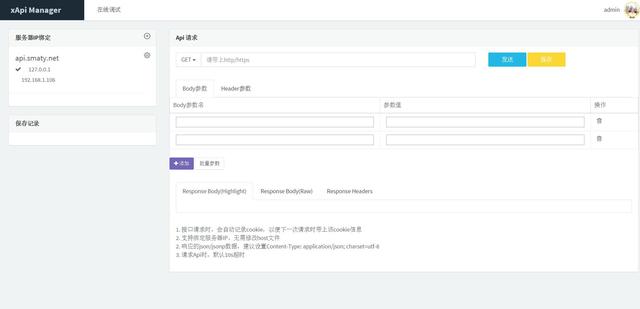 xApi Manager
在线调试
admin
服务器IP绑定
api.smaty.net
127.0.0.1
192.168.1.106
保存记录
Api 请求
GET
请带上http/https
发送
保存
Body参数
Header参数
Body参数名
参数值
操作
添加
批量参数
Response Body(Highlight)
Response Body(Raw)
Response Headers
1. 接口请求时，会自动记录cookie，以便下一次请求时带上该cookie信息
2. 支持绑定服务器IP，无需修改host文件
2. 响应的json/jsonp数据，建议设置Content-Type: application/json; charset=utf-8
3. 请求Api时，默认10s超时